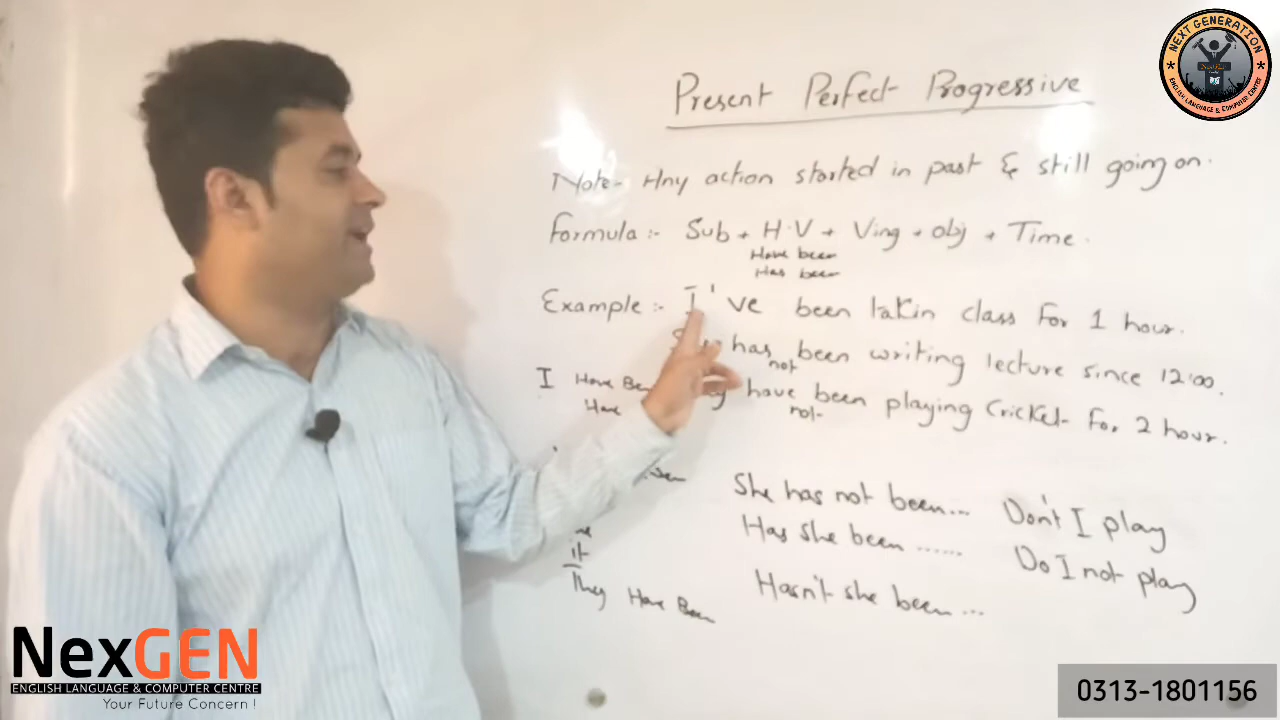 NEXT GENERATION
ENGLISH LANGUAGE & COMPUTER CENTER
Present Perfect Progressive
Note- Any action started in past & still going on.
Formula :- Sub + H.V + Ving + obj + Time.
Have been
Has been
Example :- I've been takin class for 1 hour.
has been writing lecture since 12:00.
not
I Have Been
have been playing Cricket for 2 hour.
Have
not
She has not been... Don't I play
Has she been ...... Do I not play
it
They Have Been
Hasn't she been ...
NexGEN
ENGLISH LANGUAGE & COMPUTER CENTRE
Your Future Concern !
0313-1801156